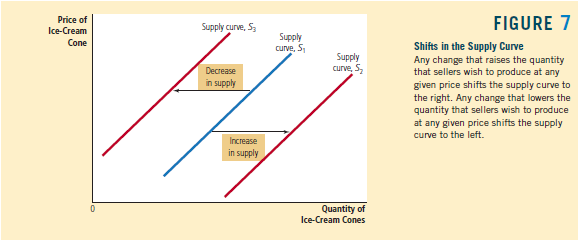 Price of
Ice-Cream
Cone
Supply curve, S3
Supply
curve, S1
Supply
curve, S2
Decrease
in supply
Increase
in supply
0
Quantity of
Ice-Cream Cones
FIGURE 7
Shifts in the Supply Curve
Any change that raises the quantity
that sellers wish to produce at any
given price shifts the supply curve to
the right. Any change that lowers the
quantity that sellers wish to produce
at any given price shifts the supply
curve to the left.